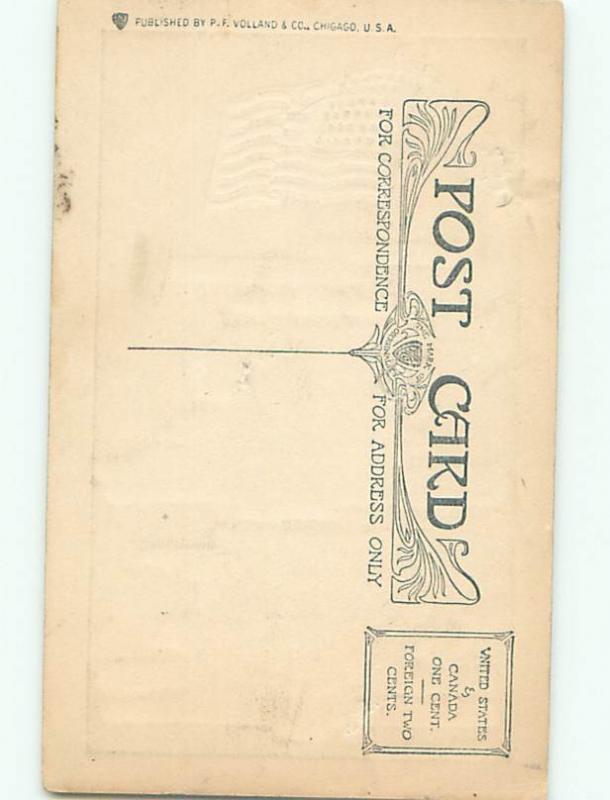 PUBLISHED BY P. F. VOLLAND & CO., CHICAGO, U. S. A.
POST CARD
FOR CORRESPONDENCE
FOR ADDRESS ONLY
UNITED STATES
&
CANADA
ONE CENT.
FOREIGN TWO
CENTS.